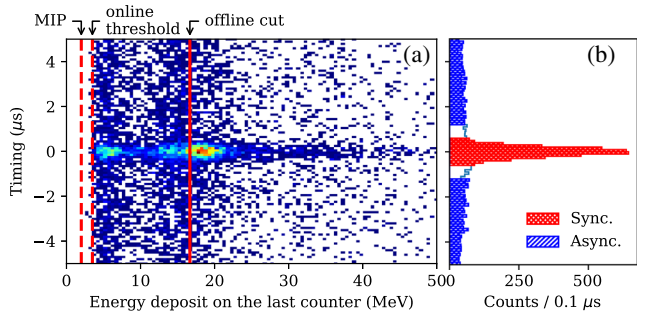 MIP
online
threshold
offline cut
(a)
(b)
Timing (μs)
4
2
0
−2
−4
0
10
20
30
40
50
Energy deposit on the last counter (MeV)
Sync.
Async.
0
250
500
Counts / 0.1 μs